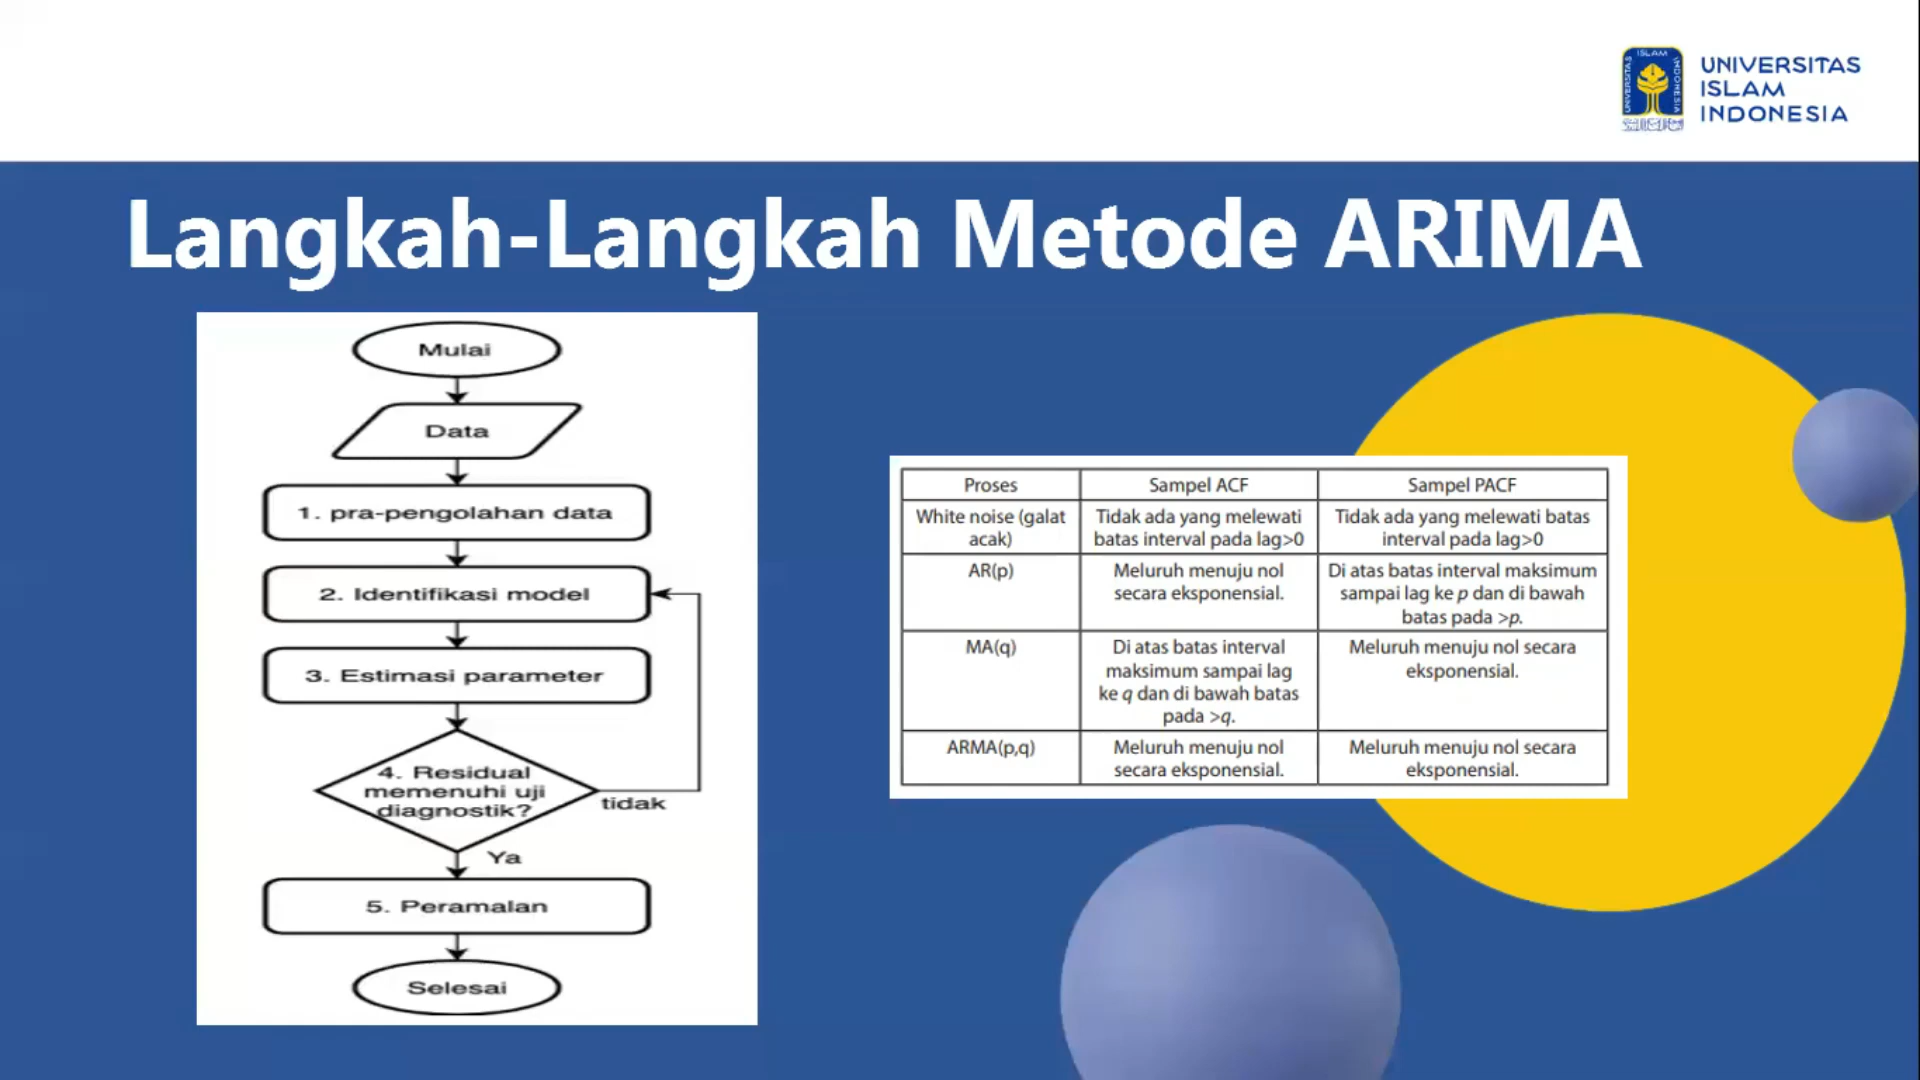 UNIVERSITAS
ISLAM
INDONESIA
ISLAM
UNIVERSITAS
INDONESIA
Langkah-Langkah Metode ARIMA
Mulai
Data
1. pra-pengolahan data
2. Identifikasi model
3. Estimasi parameter
4. Residual
memenuhi uji
diagnostik?
tidak
Ya
5. Peramalan
Selesai
Proses Sampel ACF Sampel PACF
White noise (galat
acak)
Tidak ada yang melewati
batas interval pada lag>0
Tidak ada yang melewati batas
interval pada lag>0
AR(p)
Meluruh menuju nol
secara eksponensial.
Di atas batas interval maksimum
sampai lag ke p dan di bawah
batas pada >p.
MA(q)
Di atas batas interval
maksimum sampai lag
ke q dan di bawah batas
pada >q.
Meluruh menuju nol secara
eksponensial.
ARMA(p,q)
Meluruh menuju nol
secara eksponensial.
Meluruh menuju nol secara
eksponensial.